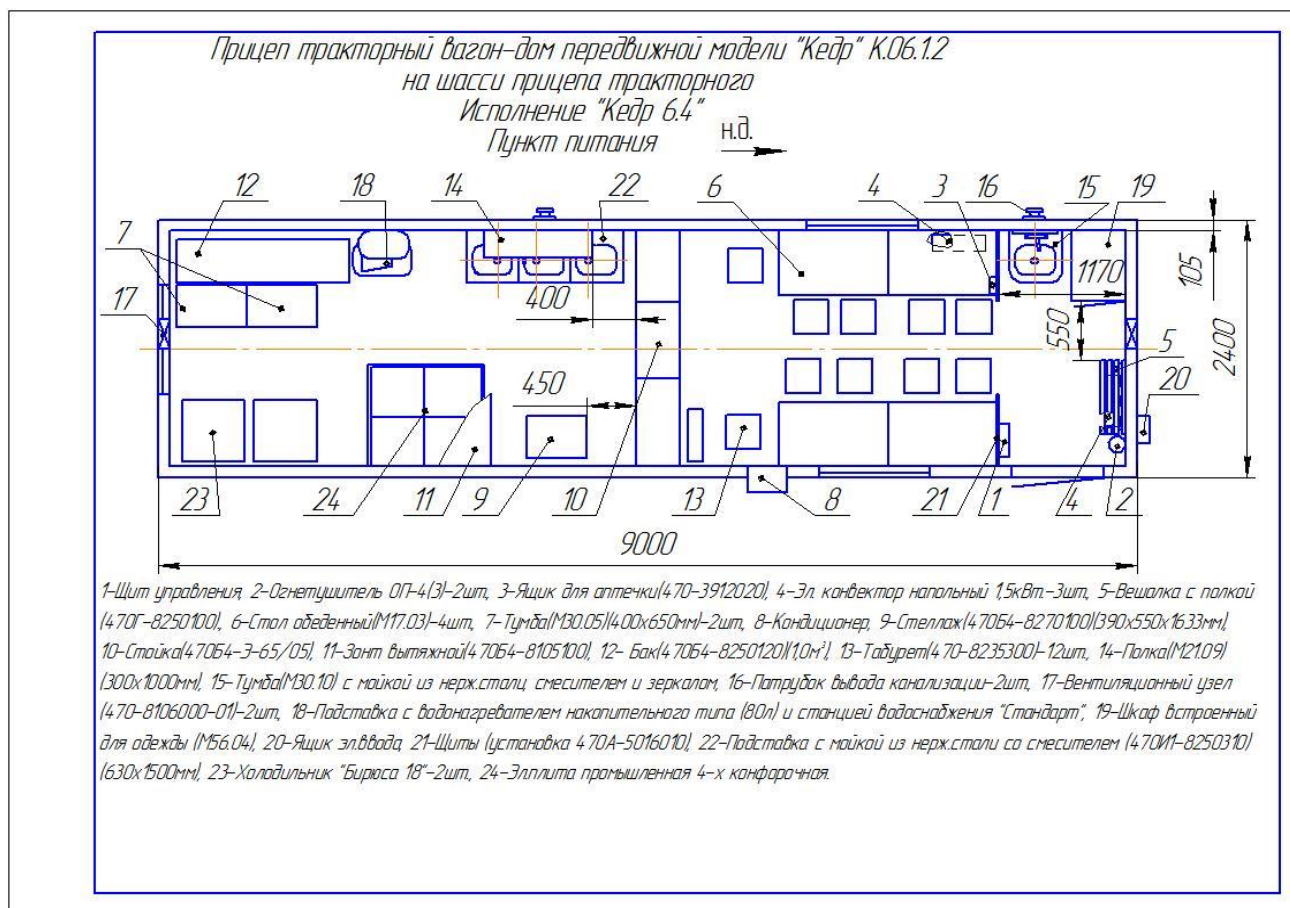 Прицеп тракторный вагон-дом передвижной модели "Кедр" К.06.1.2
на шасси прицепа тракторного
Исполнение "Кедр 6.4"
Пункт питания
н.д.
12 18 14 22 6 4 3 16 15 19
7
17
400
1170
105
550
2400
5
20
450
23 24 11 9 10 13 8 21 1 4 2
9000
1-Щит управления, 2-Огнетушитель ОП-4(3)-2шт, 3-Ящик для аптечки(470-3912020), 4-Эл. конвектор напольный 1,5кВт.-3шт, 5-Вешалка с полкой
(470Г-8250100), 6-Стол обеденный(М17.03)-4шт, 7-Тумба(М30.05)(400х650мм)-2шт, 8-Кондиционер, 9-Стеллаж(470Б4-8270100)(390х550х1633мм),
10-Стойка(470Б4-Э-65/05), 11-Зонт вытяжной(470Б4-8105100), 12- Бак(470Б4-8250120)(1,0м³), 13-Табурет(470-8235300)-12шт, 14-Полка(М21.09)
(300х1000мм), 15-Тумба(М30.10) с мойкой из нерж.стали, смесителем и зеркалом, 16-Патрубок вывода канализации-2шт, 17-Вентиляционный узел
(470-8106000-01)-2шт, 18-Подставка с водонагревателем накопительного типа (80л) и станцией водоснабжения "Стандарт", 19-Шкаф встроенный
для одежды (М56.04), 20-Ящик эл.ввода, 21-Щиты (установка 470А-5016010), 22-Подставка с мойкой из нерж.стали со смесителем (470И1-8250310)
(630х1500мм), 23-Холодильник "Бирюса 18"-2шт, 24-Эл.плита промышленная 4-х конфорочная.